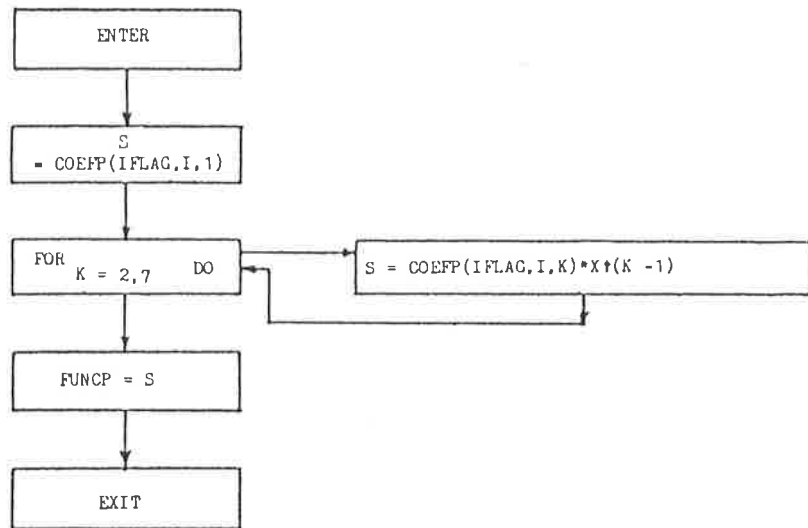 ENTER
S
= COEFP(IFLAG,I,1)
FOR
K = 2,7
DO
S = COEFP(IFLAG,I,K)*X↑(K -1)
FUNCP = S
EXIT